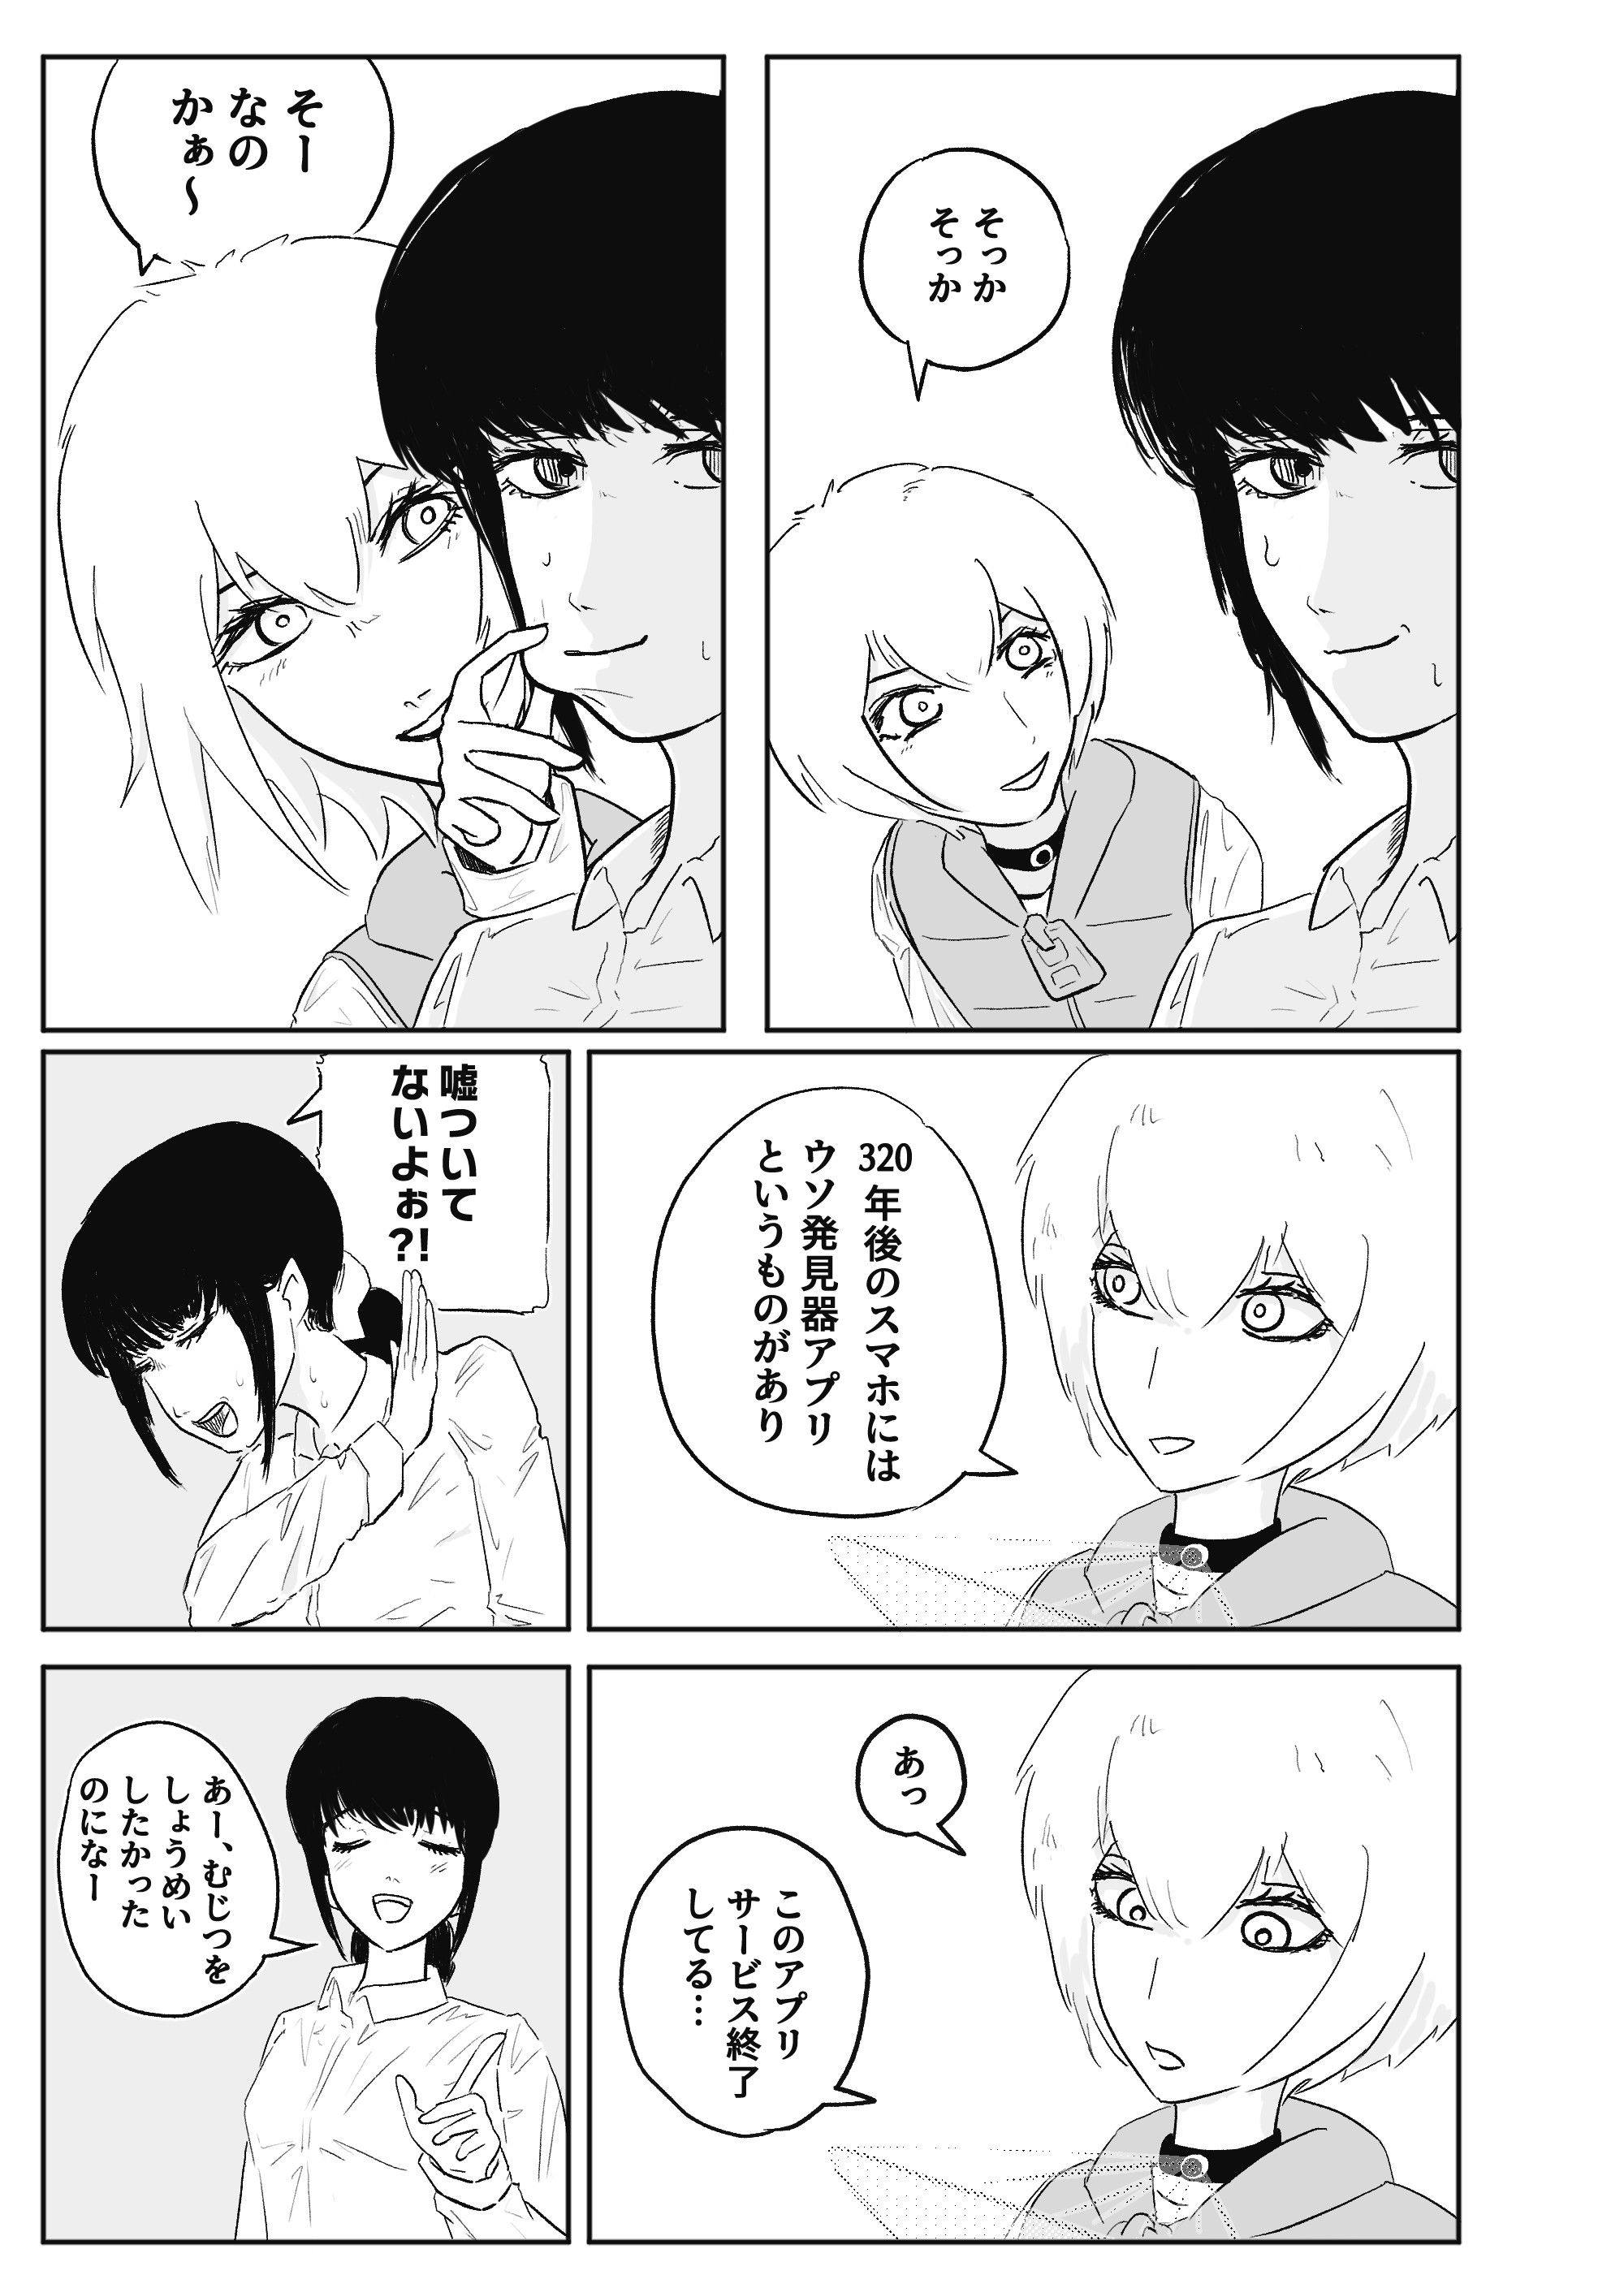 そっか
そっか
そー
なの
かぁ〜
320年後のスマホには
ウソ発見器アプリ
というものがあり
嘘ついて
ないよぉ?!
あっ
このアプリ
サービス終了
してる…
あー、むじつを
しょうめい
したかった
のになー